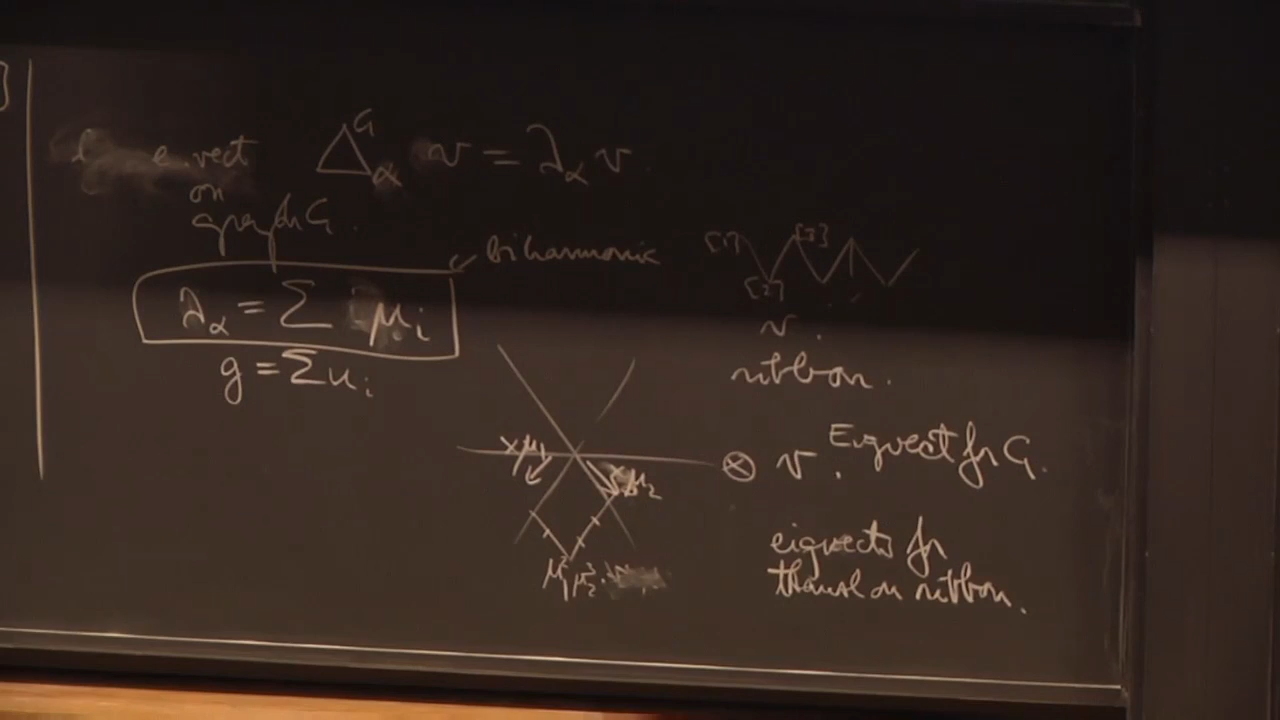 e.vect
on
graph G.
Δ^G_α v = λ_α v
biharmonic
λ_α = Σ μ_i
g = Σ u_i
[1] [3]
[2]
v.
ribbon.
× μ_1
× μ_2
⊗ v. Eigvect for G.
eigvects for
transl on ribbon.